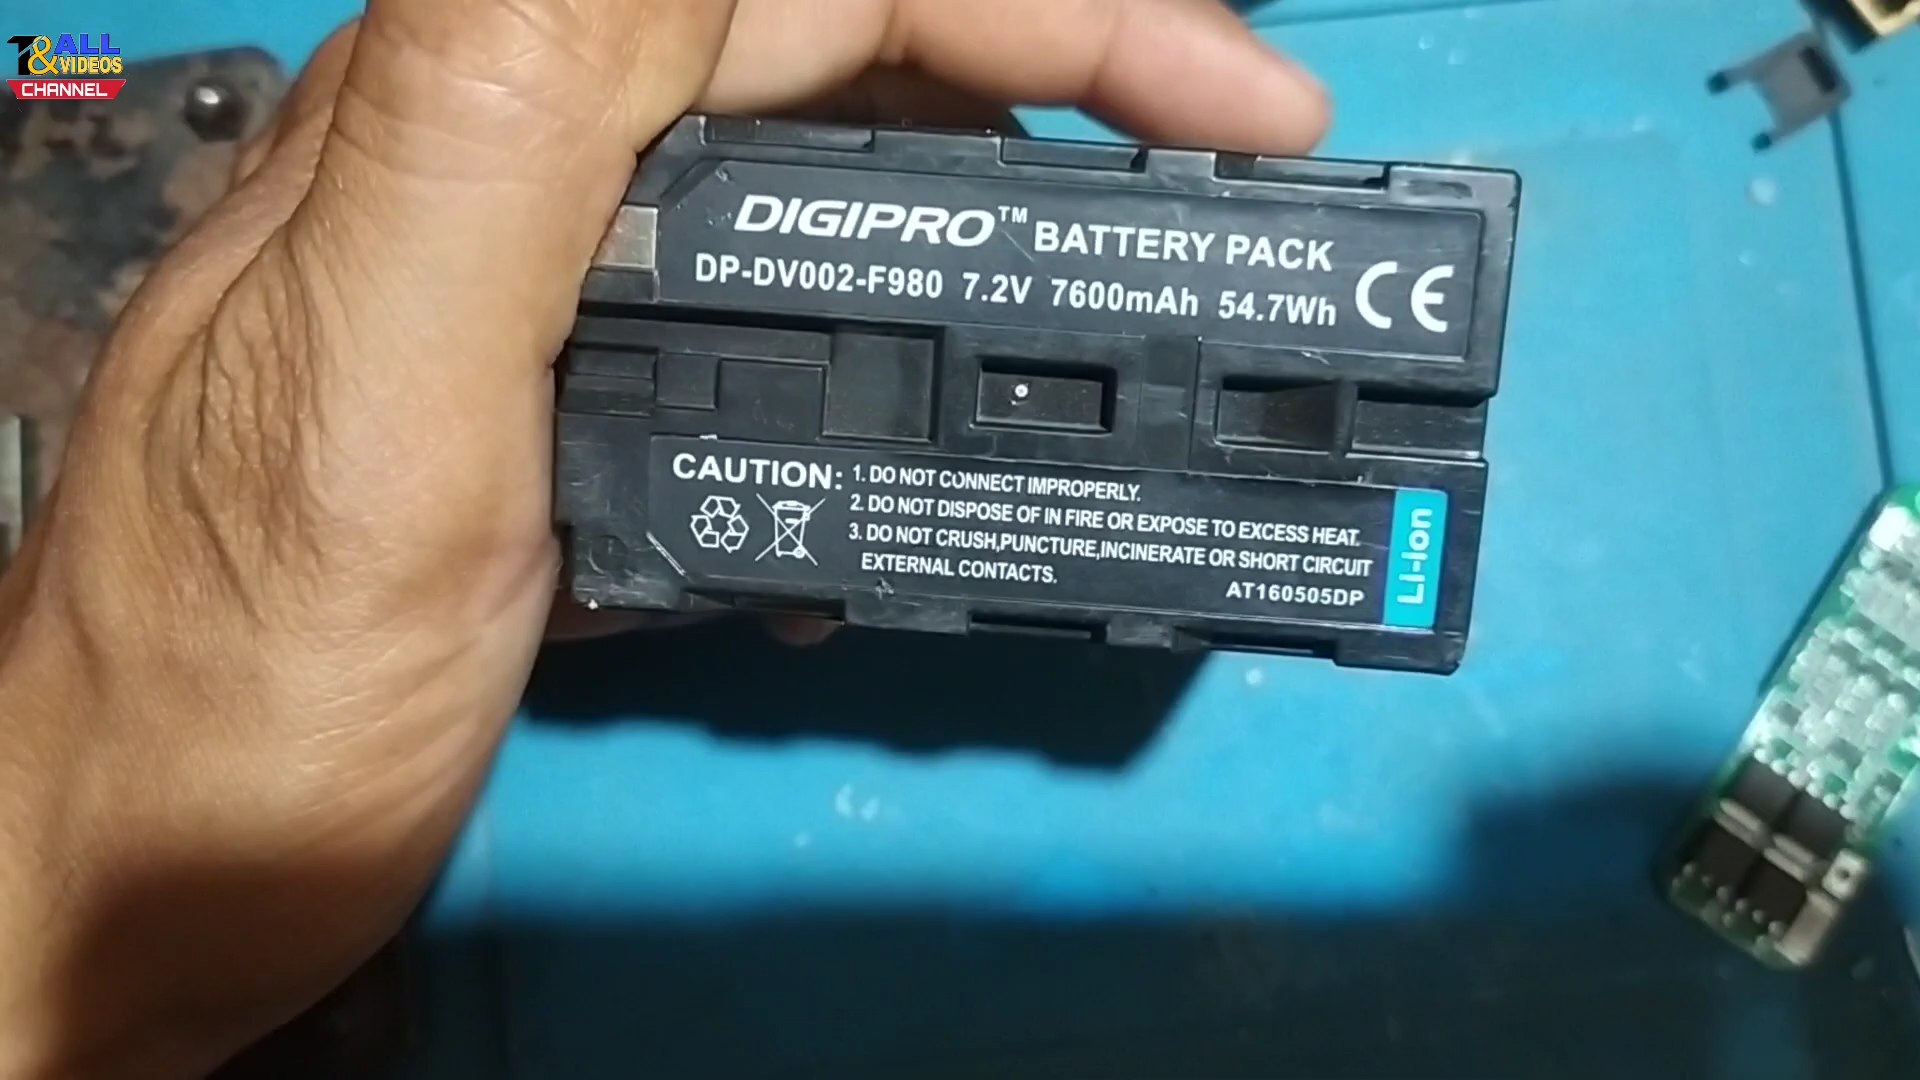 T&ALL
VIDEOS
CHANNEL
DIGIPRO™ BATTERY PACK
DP-DV002-F980 7.2V 7600mAh 54.7Wh
CE
CAUTION: 1. DO NOT CONNECT IMPROPERLY.
2. DO NOT DISPOSE OF IN FIRE OR EXPOSE TO EXCESS HEAT.
3. DO NOT CRUSH,PUNCTURE,INCINERATE OR SHORT CIRCUIT
EXTERNAL CONTACTS.
AT160505DP
Li-Ion